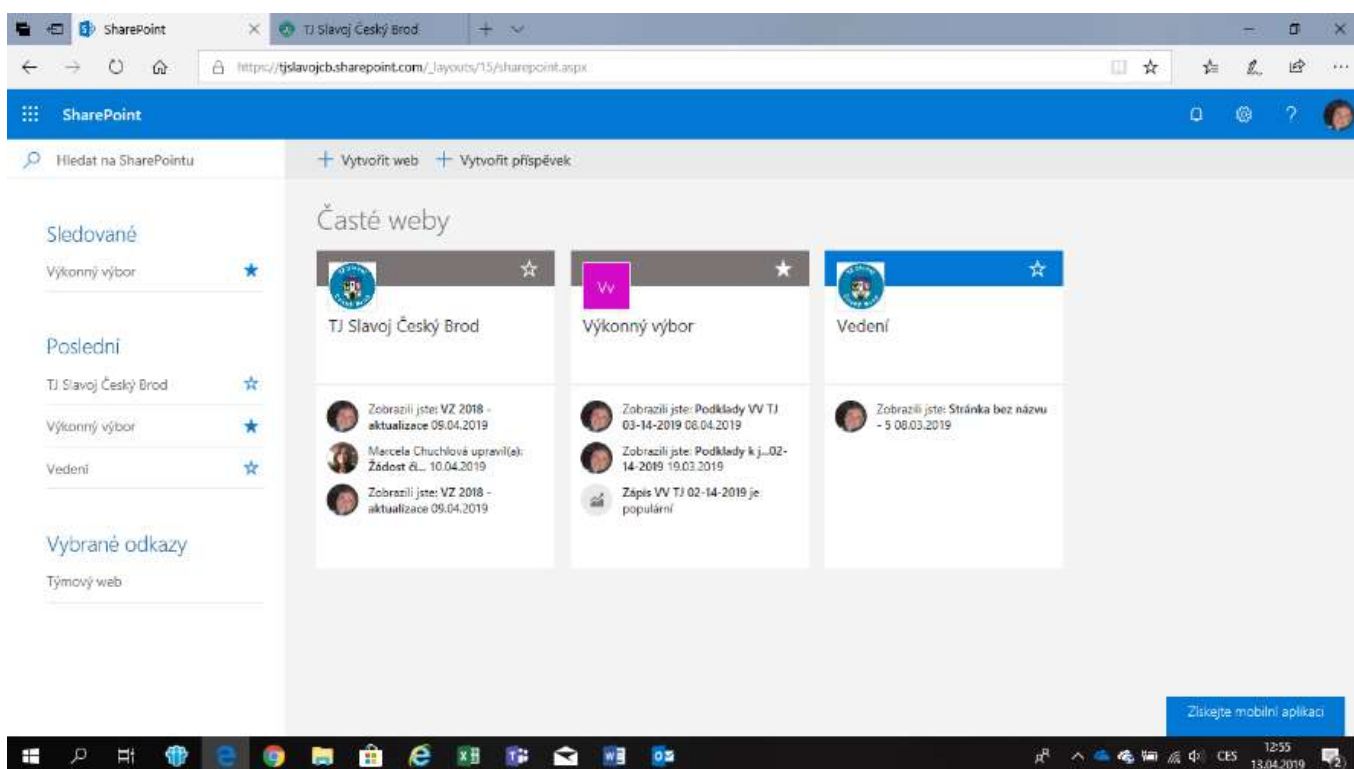 SharePoint
TJ Slavoj Český Brod
https://tjslavojcb.sharepoint.com/_layouts/15/sharepoint.aspx
SharePoint
Hledat na SharePointu
Vytvořit web
Vytvořit příspěvek
Sledované
Výkonný výbor
Poslední
TJ Slavoj Český Brod
Výkonný výbor
Vedení
Vybrané odkazy
Týmový web
Časté weby
TJ Slavoj Český Brod
Zobrazili jste: VZ 2018 -
aktualizace 09.04.2019
Marcela Chuchlová upravil(a):
Žádost čl... 10.04.2019
Zobrazili jste: VZ 2018 -
aktualizace 09.04.2019
Vv
Výkonný výbor
Zobrazili jste: Podklady VV TJ
03-14-2019 08.04.2019
Zobrazili jste: Podklady k j...02-
14-2019 19.03.2019
Zápis VV TJ 02-14-2019 je
populární
Vedení
Zobrazili jste: Stránka bez názvu
- 5 08.03.2019
Získejte mobilní aplikaci
CES
12:55
13.04.2019
2